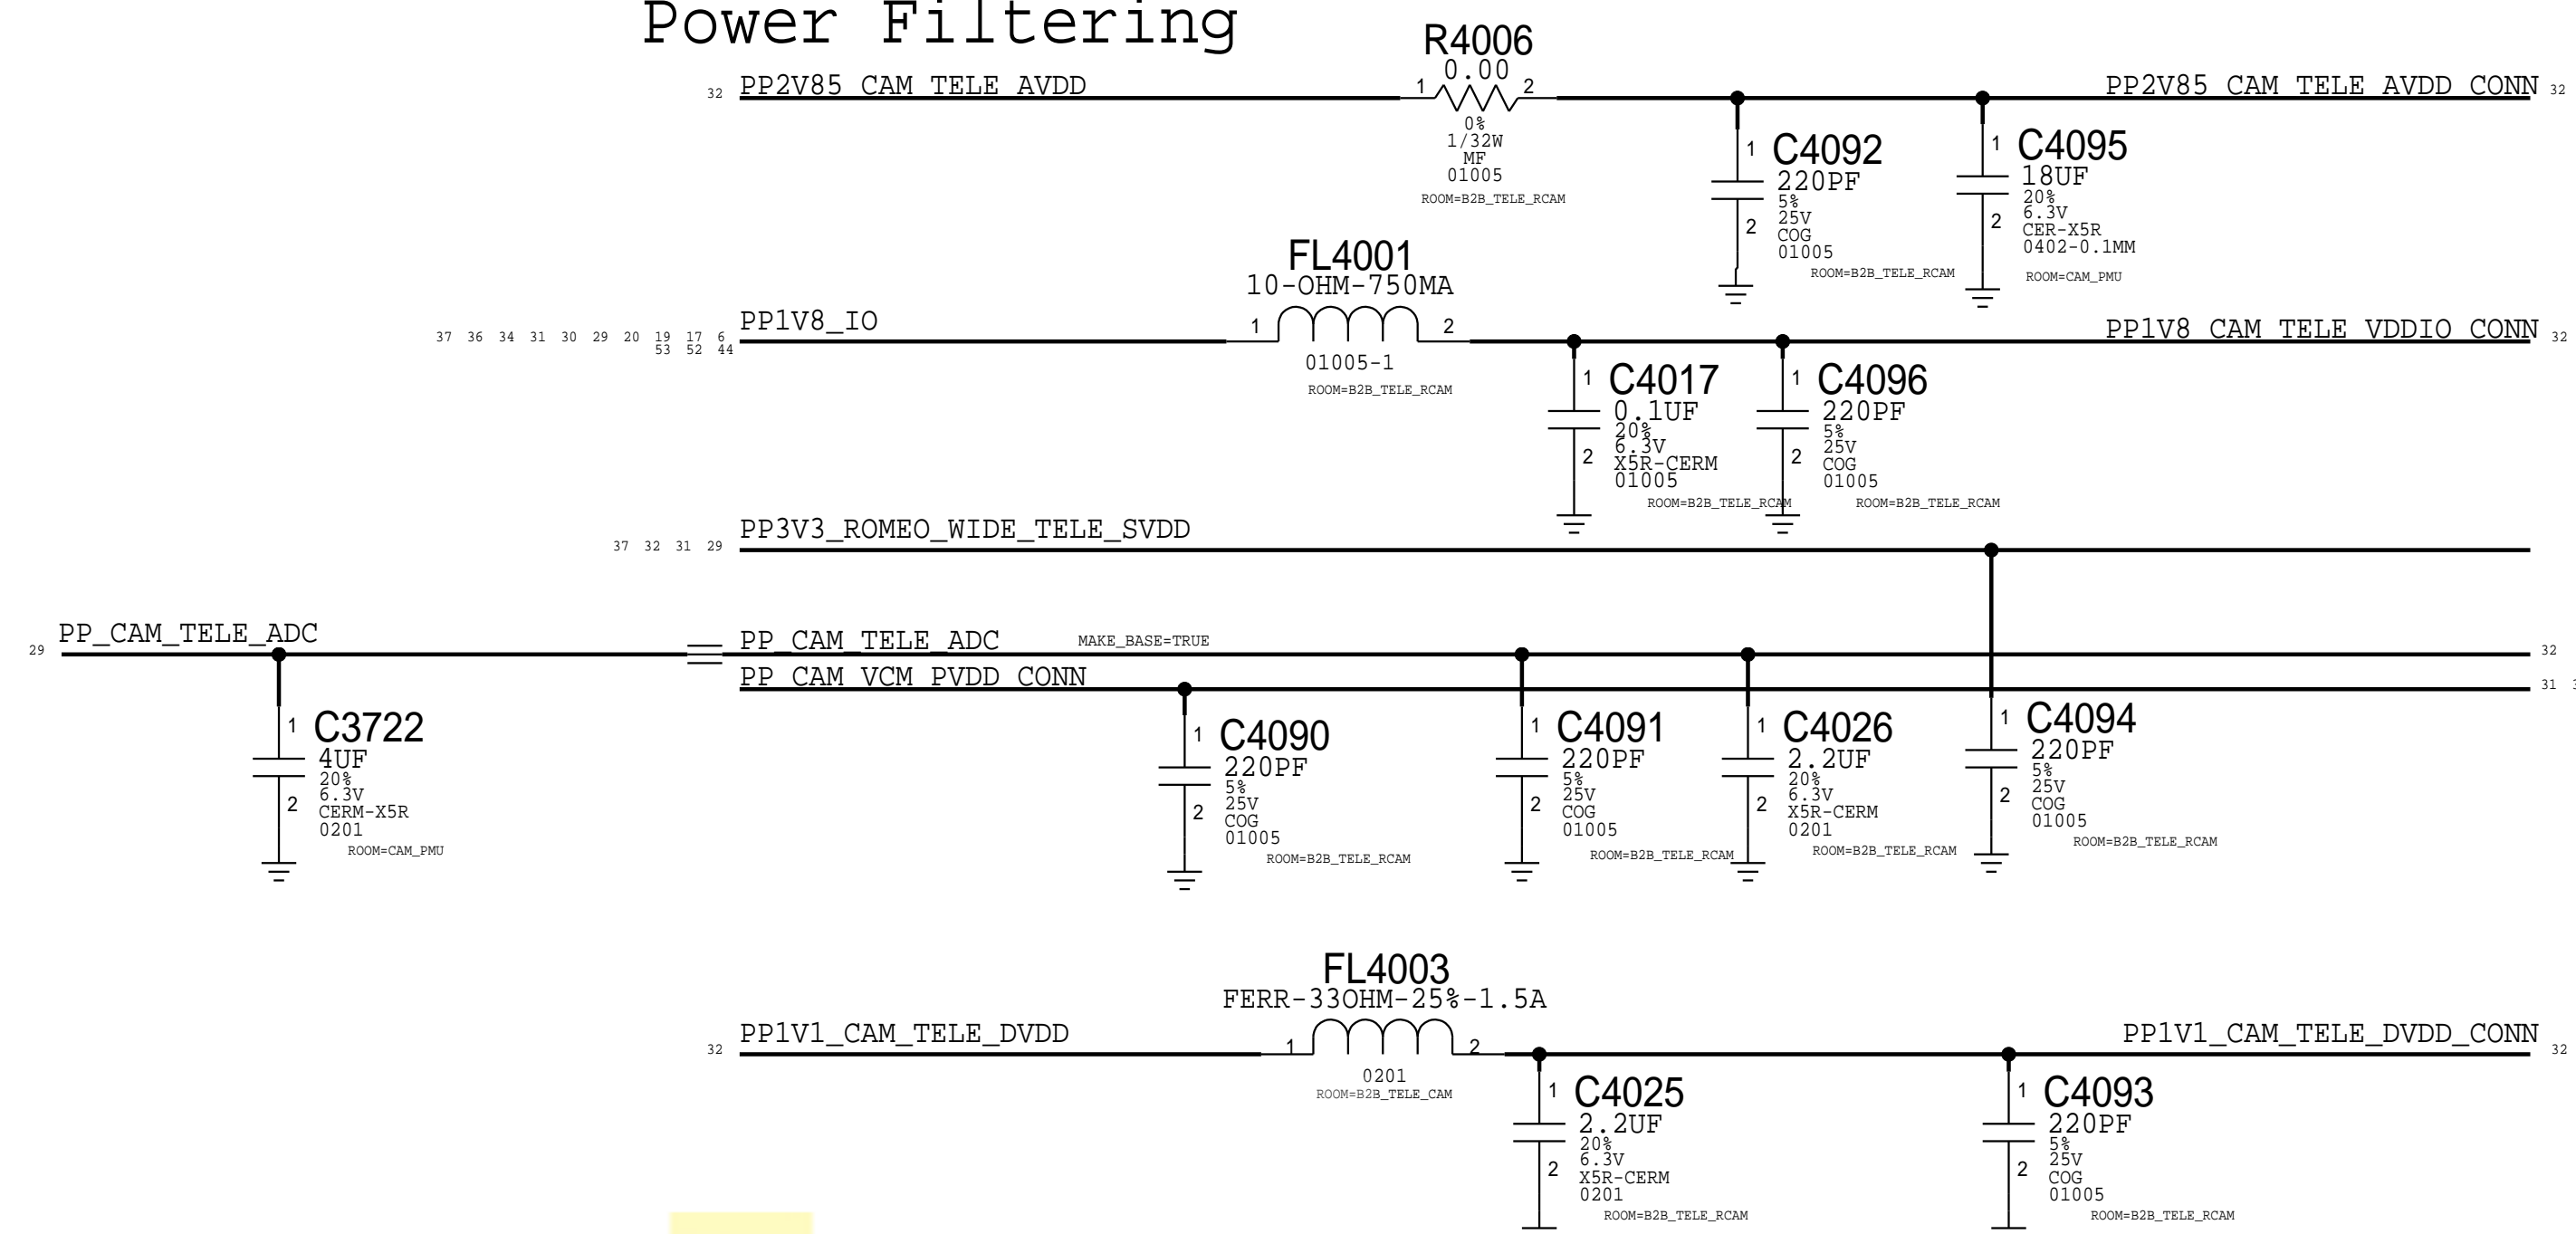 Power Filtering
R4006
0.00
32 PP2V85_CAM_TELE_AVDD 1 2 PP2V85_CAM_TELE_AVDD_CONN 32
0%
1/32W
MF
01005
ROOM=B2B_TELE_RCAM
1 C4092
220PF
5%
25V
2 COG
01005
ROOM=B2B_TELE_RCAM
1 C4095
18UF
20%
6.3V
2 CER-X5R
0402-0.1MM
ROOM=CAM_PMU
FL4001
10-OHM-750MA
37 36 34 31 30 29 20 19 17 6 PP1V8_IO 1 2 PP1V8_CAM_TELE_VDDIO_CONN 32
53 52 44
01005-1
ROOM=B2B_TELE_RCAM
1 C4017
0.1UF
20%
6.3V
2 X5R-CERM
01005
ROOM=B2B_TELE_RCAM
1 C4096
220PF
5%
25V
2 COG
01005
ROOM=B2B_TELE_RCAM
37 32 31 29 PP3V3_ROMEO_WIDE_TELE_SVDD
29 PP_CAM_TELE_ADC PP_CAM_TELE_ADC MAKE_BASE=TRUE 32
PP_CAM_VCM_PVDD_CONN 31
1 C3722
4UF
20%
6.3V
2 CERM-X5R
0201
ROOM=CAM_PMU
1 C4090
220PF
5%
25V
2 COG
01005
ROOM=B2B_TELE_RCAM
1 C4091
220PF
5%
25V
2 COG
01005
ROOM=B2B_TELE_RCAM
1 C4026
2.2UF
20%
6.3V
2 X5R-CERM
0201
ROOM=B2B_TELE_RCAM
1 C4094
220PF
5%
25V
2 COG
01005
ROOM=B2B_TELE_RCAM
FL4003
FERR-33OHM-25%-1.5A
32 PP1V1_CAM_TELE_DVDD 1 2 PP1V1_CAM_TELE_DVDD_CONN 32
0201
ROOM=B2B_TELE_CAM
1 C4025
2.2UF
20%
6.3V
2 X5R-CERM
0201
ROOM=B2B_TELE_RCAM
1 C4093
220PF
5%
25V
2 COG
01005
ROOM=B2B_TELE_RCAM